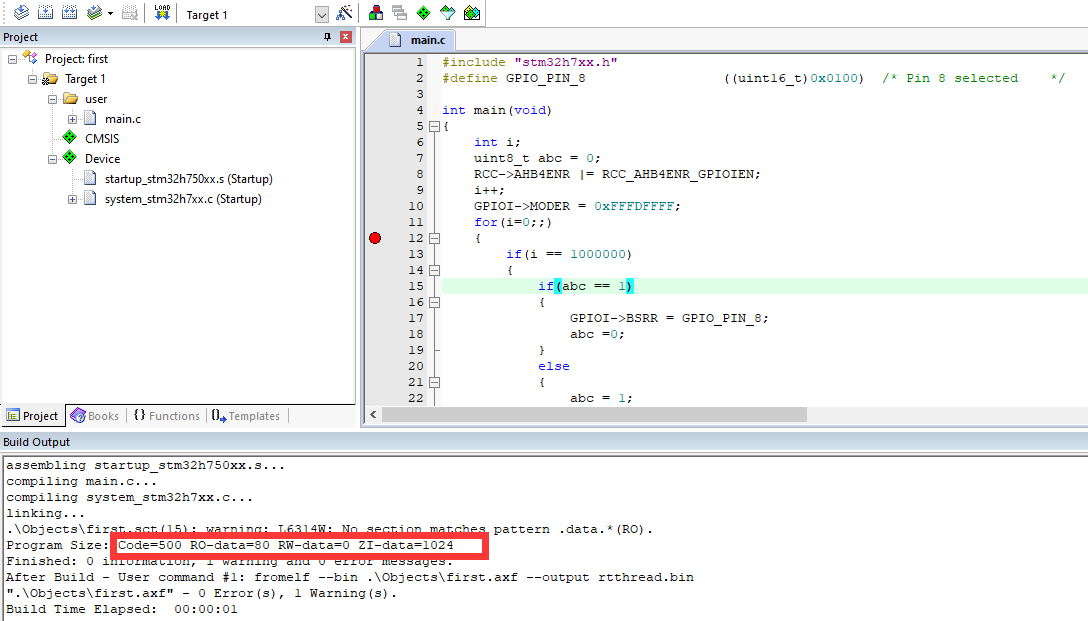 LOAD
Target 1
Project
Project: first
Target 1
user
main.c
CMSIS
Device
startup_stm32h750xx.s (Startup)
system_stm32h7xx.c (Startup)
Project
Books
{} Functions
Templates
main.c
1 #include "stm32h7xx.h"
2 #define GPIO_PIN_8 ((uint16_t)0x0100) /* Pin 8 selected */
3
4 int main(void)
5 {
6 int i;
7 uint8_t abc = 0;
8 RCC->AHB4ENR |= RCC_AHB4ENR_GPIOIEN;
9 i++;
10 GPIOI->MODER = 0xFFFDFFFF;
11 for(i=0;;)
12 {
13 if(i == 1000000)
14 {
15 if(abc == 1)
16 {
17 GPIOI->BSRR = GPIO_PIN_8;
18 abc =0;
19 }
20 else
21 {
22 abc = 1;
Build Output
assembling startup_stm32h750xx.s...
compiling main.c...
compiling system_stm32h7xx.c...
linking...
.\Objects\first.sct(15): warning: L6314W: No section matches pattern .data.*(RO).
Program Size: Code=500 RO-data=80 RW-data=0 ZI-data=1024
Finished: 0 information, 1 warning and 0 error messages.
After Build - User command #1: fromelf --bin .\Objects\first.axf --output rtthread.bin
".\Objects\first.axf" - 0 Error(s), 1 Warning(s).
Build Time Elapsed: 00:00:01